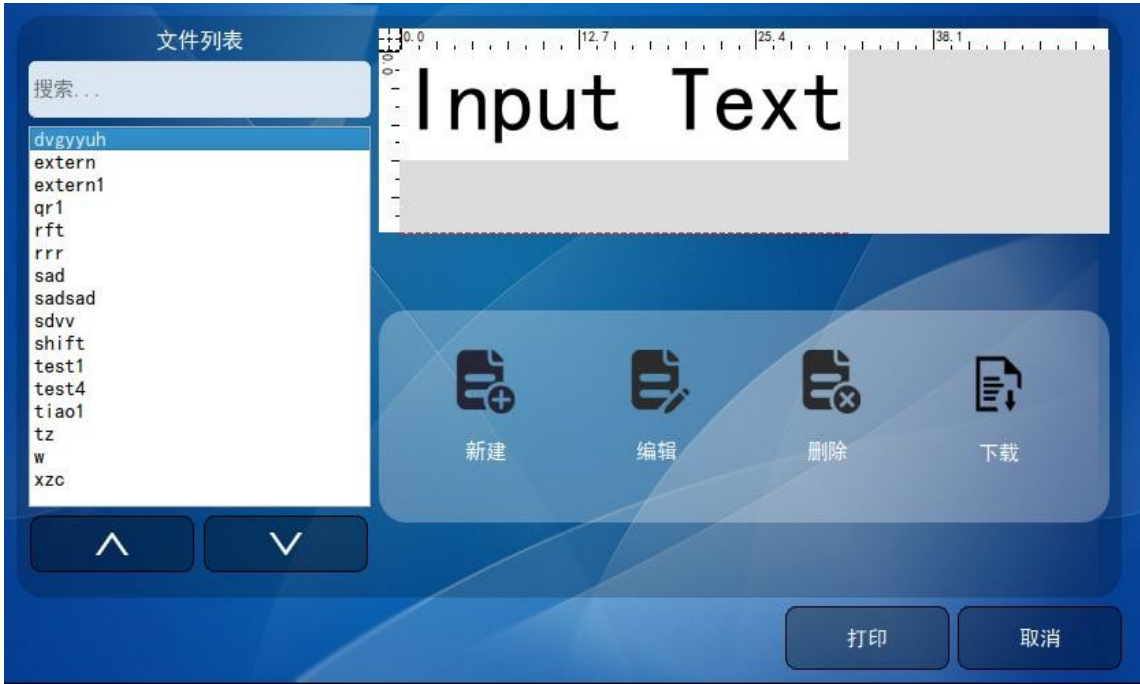 文件列表
搜索...
dvgyyuh
extern
extern1
qr1
rft
rrr
sad
sadsad
sdvv
shift
test1
test4
tiao1
tz
w
xzc
0.0 12.7 25.4 38.1
0.0
Input Text
新建 编辑 删除 下载
打印 取消